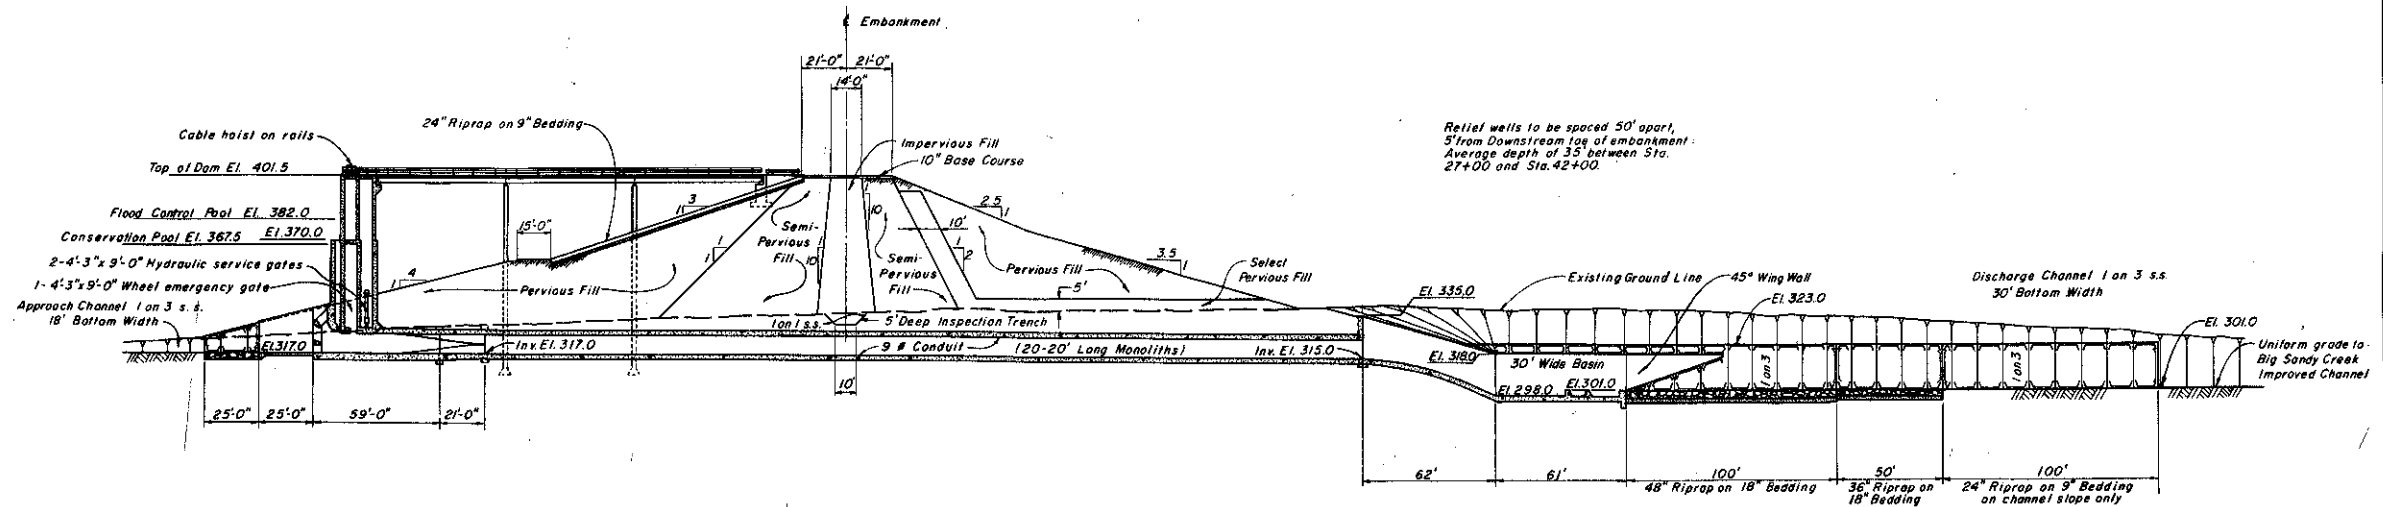 ℄ Embankment
21'-0" 21'-0"
14'-0"
24" Riprap on 9" Bedding
Cable hoist on rails
Top of Dam El. 401.5
Impervious Fill
10" Base Course
Relief wells to be spaced 50' apart,
5' from Downstream toe of embankment:
Average depth of 35' between Sta.
27+00 and Sta. 42+00.
Flood Control Pool El. 382.0
Conservation Pool El. 367.5 El. 370.0
2-4'-3" x 9'-0" Hydraulic service gates
1-4'-3" x 9'-0" Wheel emergency gate
Approach Channel 1 on 3 s.s.
18' Bottom Width
15'-0"
3
1
4
1
1
1
Pervious Fill
Semi-
Pervious
Fill
1
10
10
Semi-
Pervious
Fill
10'
1
2
2.5
1
3.5
1
Pervious Fill
Select
Pervious Fill
5'
Existing Ground Line
45° Wing Wall
Discharge Channel 1 on 3 s.s.
30' Bottom Width
El. 335.0
El. 323.0
El. 301.0
Uniform grade to
Big Sandy Creek
Improved Channel
1 on 1 s.s.
5' Deep Inspection Trench
El. 317.0
Inv. El. 317.0
9' ø Conduit
(20-20' Long Monoliths)
Inv. El. 315.0
El. 318.0
30' Wide Basin
1 on 3
1 on 3
El. 298.0
El. 301.0
10'
25'-0" 25'-0" 59'-0" 21'-0"
62' 61' 100' 50' 100'
48" Riprap on 18" Bedding
36" Riprap on
18" Bedding
24" Riprap on 9" Bedding
on channel slope only